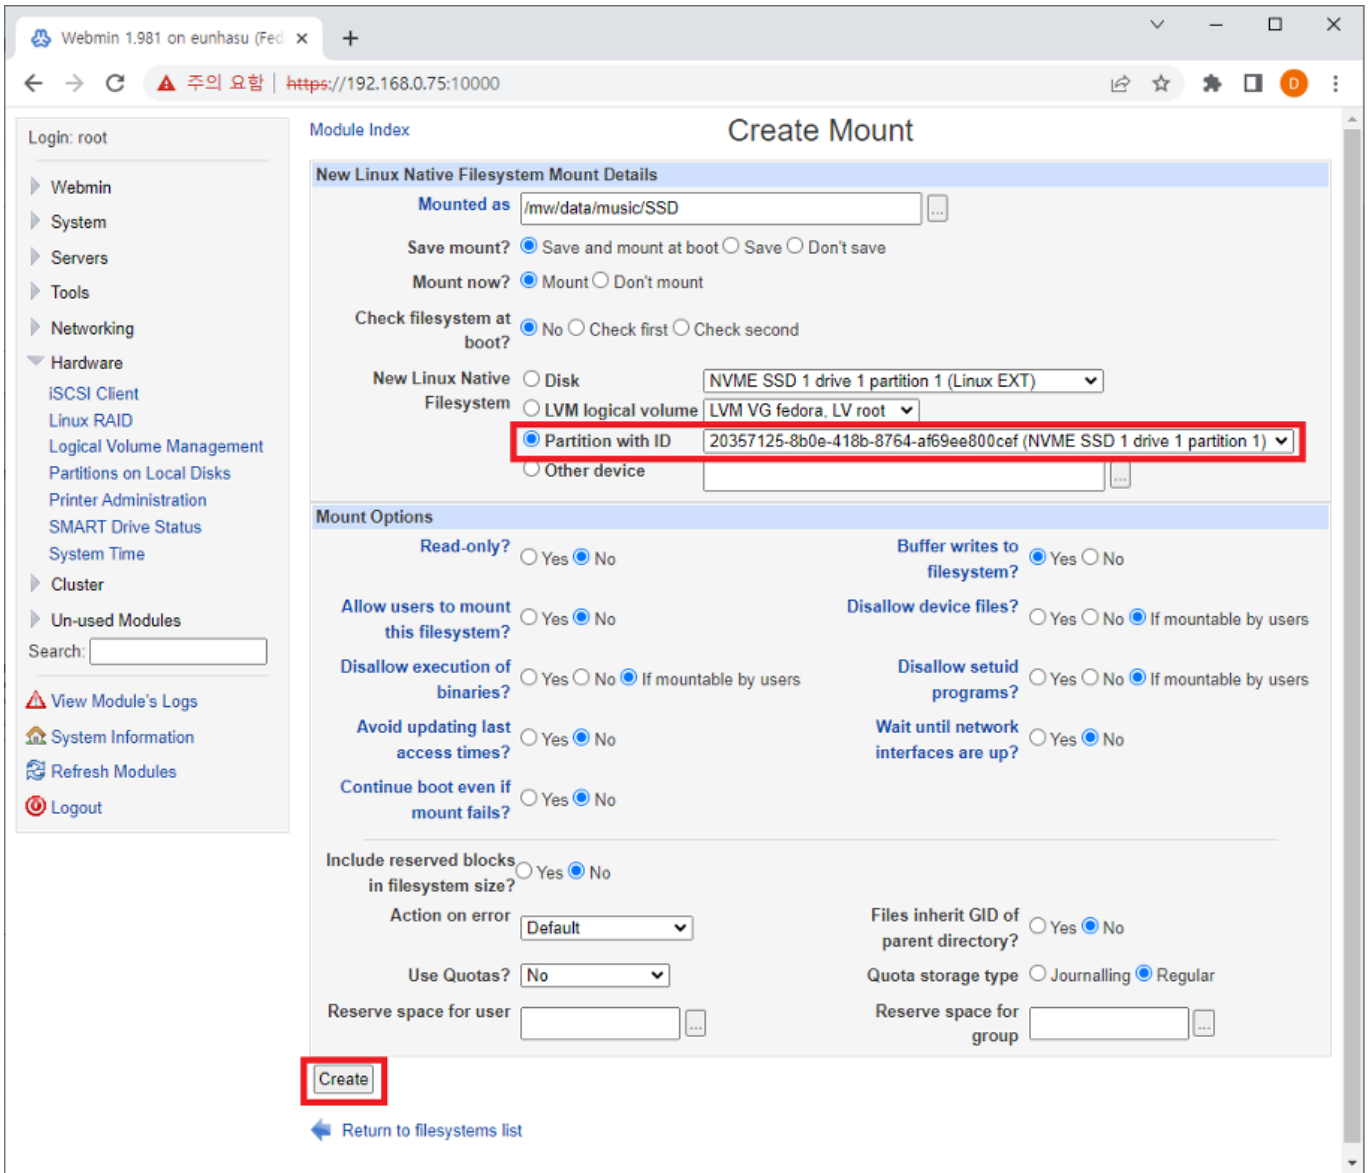 Webmin 1.981 on eunhasu (Fed
주의 요함 https://192.168.0.75:10000
D
Login: root
Webmin
System
Servers
Tools
Networking
Hardware
iSCSI Client
Linux RAID
Logical Volume Management
Partitions on Local Disks
Printer Administration
SMART Drive Status
System Time
Cluster
Un-used Modules
Search:
View Module's Logs
System Information
Refresh Modules
Logout
Module Index
Create Mount
New Linux Native Filesystem Mount Details
Mounted as /mw/data/music/SSD ...
Save mount? Save and mount at boot Save Don't save
Mount now? Mount Don't mount
Check filesystem at boot? No Check first Check second
New Linux Native Filesystem
Disk NVME SSD 1 drive 1 partition 1 (Linux EXT)
LVM logical volume LVM VG fedora, LV root
Partition with ID 20357125-8b0e-418b-8764-af69ee800cef (NVME SSD 1 drive 1 partition 1)
Other device ...
Mount Options
Read-only? Yes No
Buffer writes to filesystem? Yes No
Allow users to mount this filesystem? Yes No
Disallow device files? Yes No If mountable by users
Disallow execution of binaries? Yes No If mountable by users
Disallow setuid programs? Yes No If mountable by users
Avoid updating last access times? Yes No
Wait until network interfaces are up? Yes No
Continue boot even if mount fails? Yes No
Include reserved blocks in filesystem size? Yes No
Action on error Default
Files inherit GID of parent directory? Yes No
Use Quotas? No
Quota storage type Journalling Regular
Reserve space for user ...
Reserve space for group ...
Create
Return to filesystems list